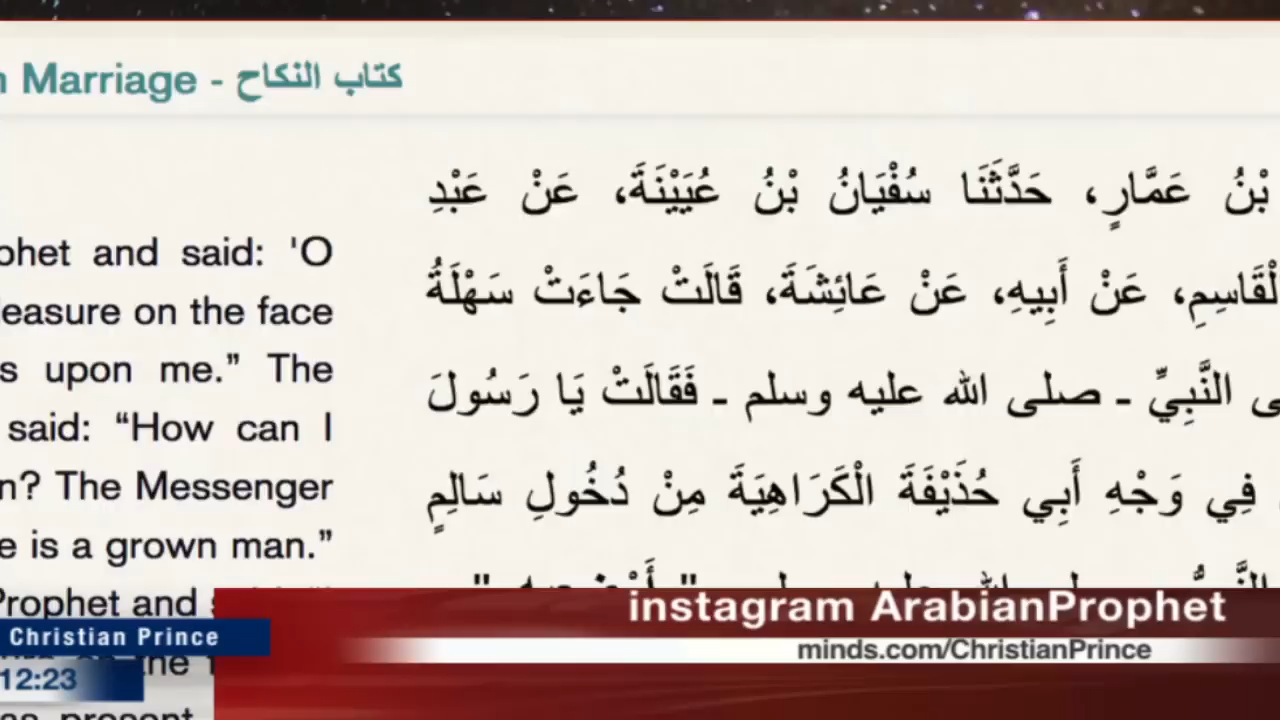 Marriage - كتاب النكاح
بْنُ عَمَّارٍ، حَدَّثَنَا سُفْيَانُ بْنُ عُيَيْنَةَ، عَنْ عَبْدِ
الْقَاسِمِ، عَنْ أَبِيهِ، عَنْ عَائِشَةَ، قَالَتْ جَاءَتْ سَهْلَةُ
النَّبِيِّ ـ صلى الله عليه وسلم ـ فَقَالَتْ يَا رَسُولَ
فِي وَجْهِ أَبِي حُذَيْفَةَ الْكَرَاهِيَةَ مِنْ دُخُولِ سَالِمٍ
and said: 'O
on the face
upon me.” The
said: “How can I
The Messenger
is a grown man.”
Prophet and
the
instagram ArabianProphet
minds.com/ChristianPrince
Christian Prince
12:23